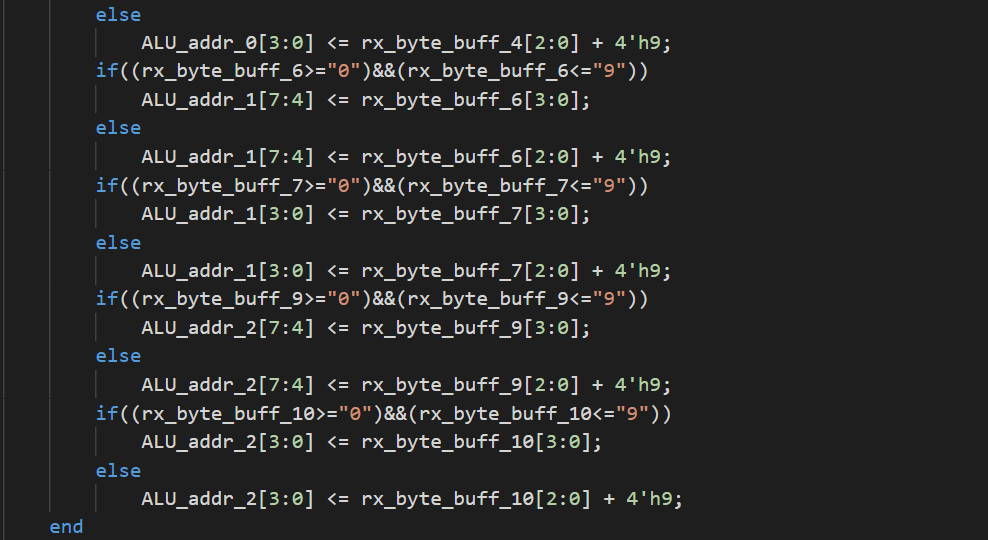 else
ALU_addr_0[3:0] <= rx_byte_buff_4[2:0] + 4'h9;
if((rx_byte_buff_6>="0")&&(rx_byte_buff_6<="9"))
ALU_addr_1[7:4] <= rx_byte_buff_6[3:0];
else
ALU_addr_1[7:4] <= rx_byte_buff_6[2:0] + 4'h9;
if((rx_byte_buff_7>="0")&&(rx_byte_buff_7<="9"))
ALU_addr_1[3:0] <= rx_byte_buff_7[3:0];
else
ALU_addr_1[3:0] <= rx_byte_buff_7[2:0] + 4'h9;
if((rx_byte_buff_9>="0")&&(rx_byte_buff_9<="9"))
ALU_addr_2[7:4] <= rx_byte_buff_9[3:0];
else
ALU_addr_2[7:4] <= rx_byte_buff_9[2:0] + 4'h9;
if((rx_byte_buff_10>="0")&&(rx_byte_buff_10<="9"))
ALU_addr_2[3:0] <= rx_byte_buff_10[3:0];
else
ALU_addr_2[3:0] <= rx_byte_buff_10[2:0] + 4'h9;
end